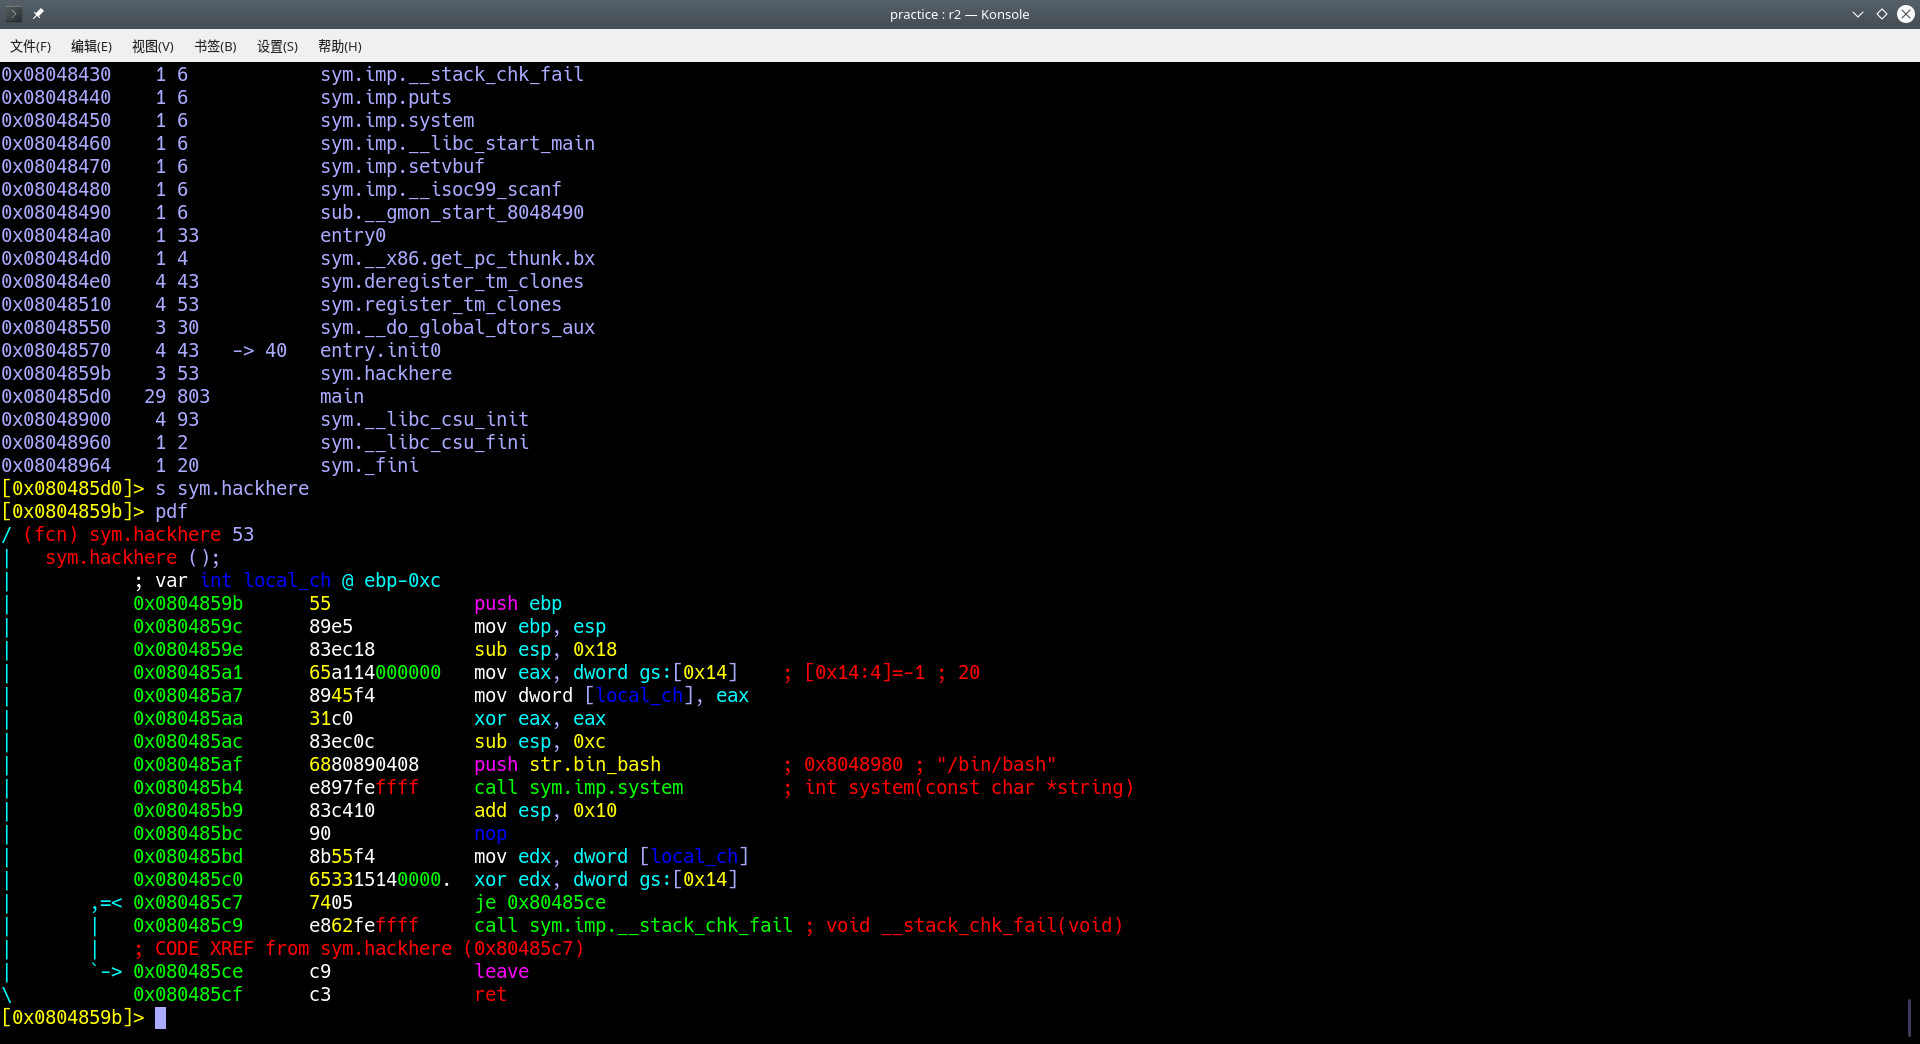 practice : r2 — Konsole
文件(F) 编辑(E) 视图(V) 书签(B) 设置(S) 帮助(H)
0x08048430    1 6            sym.imp.__stack_chk_fail
0x08048440    1 6            sym.imp.puts
0x08048450    1 6            sym.imp.system
0x08048460    1 6            sym.imp.__libc_start_main
0x08048470    1 6            sym.imp.setvbuf
0x08048480    1 6            sym.imp.__isoc99_scanf
0x08048490    1 6            sub.__gmon_start_8048490
0x080484a0    1 33           entry0
0x080484d0    1 4            sym.__x86.get_pc_thunk.bx
0x080484e0    4 43           sym.deregister_tm_clones
0x08048510    4 53           sym.register_tm_clones
0x08048550    3 30           sym.__do_global_dtors_aux
0x08048570    4 43   -> 40   entry.init0
0x0804859b    3 53           sym.hackhere
0x080485d0   29 803          main
0x08048900    4 93           sym.__libc_csu_init
0x08048960    1 2            sym.__libc_csu_fini
0x08048964    1 20           sym._fini
[0x080485d0]> s sym.hackhere
[0x0804859b]> pdf
/ (fcn) sym.hackhere 53
|   sym.hackhere ();
|           ; var int local_ch @ ebp-0xc
|           0x0804859b      55             push ebp
|           0x0804859c      89e5           mov ebp, esp
|           0x0804859e      83ec18         sub esp, 0x18
|           0x080485a1      65a114000000   mov eax, dword gs:[0x14]    ; [0x14:4]=-1 ; 20
|           0x080485a7      8945f4         mov dword [local_ch], eax
|           0x080485aa      31c0           xor eax, eax
|           0x080485ac      83ec0c         sub esp, 0xc
|           0x080485af      6880890408     push str.bin_bash           ; 0x8048980 ; "/bin/bash"
|           0x080485b4      e897feffff     call sym.imp.system         ; int system(const char *string)
|           0x080485b9      83c410         add esp, 0x10
|           0x080485bc      90             nop
|           0x080485bd      8b55f4         mov edx, dword [local_ch]
|           0x080485c0      653315140000.  xor edx, dword gs:[0x14]
|       ,=< 0x080485c7      7405           je 0x80485ce
|       |   0x080485c9      e862feffff     call sym.imp.__stack_chk_fail ; void __stack_chk_fail(void)
|       |   ; CODE XREF from sym.hackhere (0x80485c7)
|       `-> 0x080485ce      c9             leave
\           0x080485cf      c3             ret
[0x0804859b]>